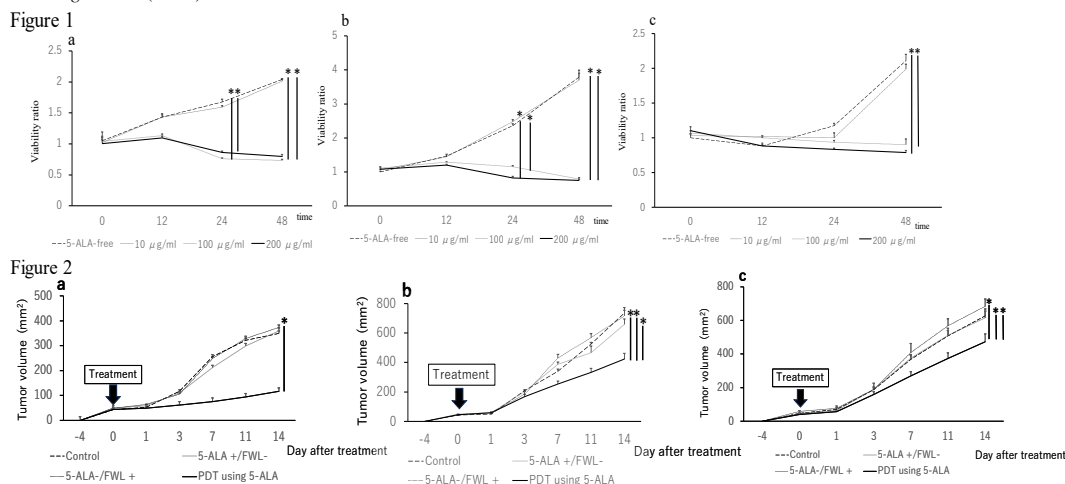 Figure 1
a
Viability ratio
2.5
2
1.5
1
0.5
0
**
**
0 12 24 48 time
---5-ALA-free — 10 μg/ml — 100 μg/ml — 200 μg/ml
b
Viability ratio
5
4
3
2
1
0
*
*
* *
0 12 24 48 time
---5-ALA-free — 10 μg/ml — 100 μg/ml — 200 μg/ml
c
Viability ratio
2.5
2
1.5
1
0.5
0
**
0 12 24 48 time
---5-ALA-free — 10 μg/ml — 100 μg/ml — 200 μg/ml
Figure 2
a
Tumor volume (mm²)
500
400
300
200
100
0
Treatment
*
-4 0 1 3 7 11 14
Day after treatment
---Control — 5-ALA +/FWL-
— 5-ALA-/FWL + — PDT using 5-ALA
b
Tumor volume (mm²)
800
600
400
200
0
Treatment
**
*
-4 0 1 3 7 11 14
Day after treatment
---Control — 5-ALA +/FWL-
— 5-ALA-/FWL + — PDT using 5-ALA
c
Tumor volume (mm²)
800
600
400
200
0
Treatment
*
**
-4 0 1 3 7 11 14
Day after treatment
---Control — 5-ALA +/FWL-
— 5-ALA-/FWL + — PDT using 5-ALA